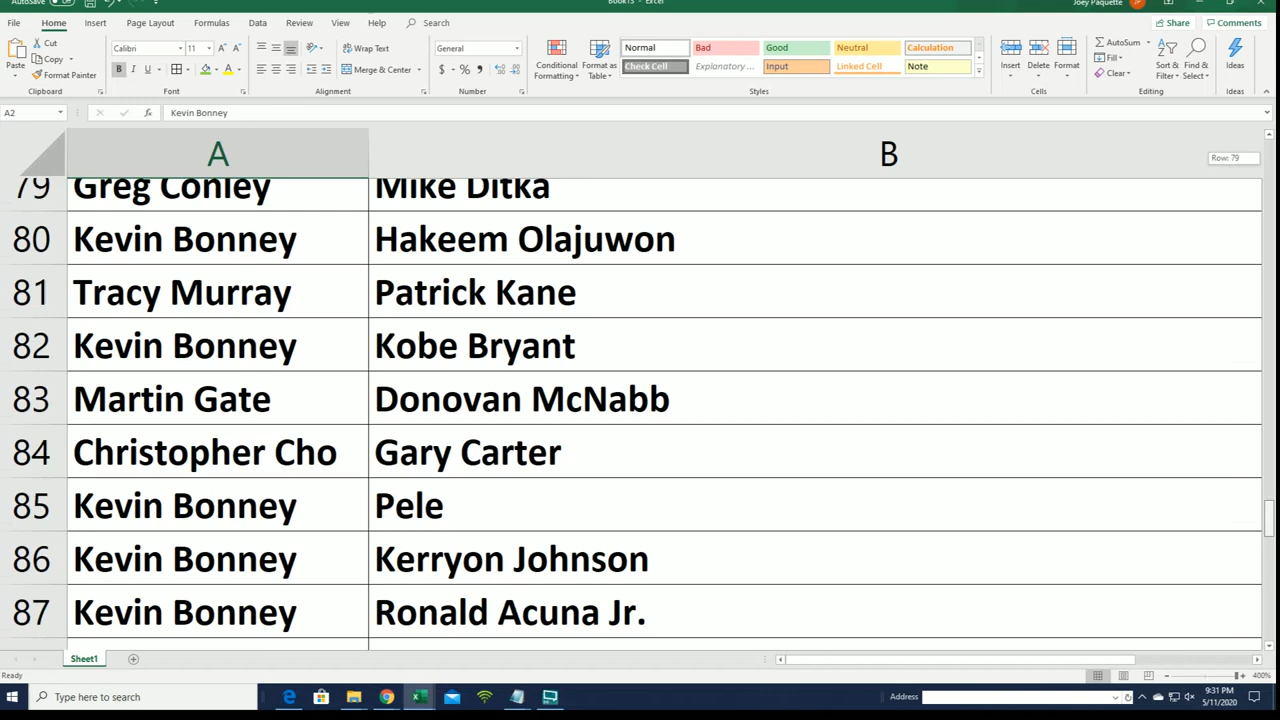 AutoSave Off
Book15 - Excel
Joey Paquette
File Home Insert Page Layout Formulas Data Review View Help Search
Share Comments
Paste Cut Copy Format Painter
Calibri 11
B I U
Wrap Text
Merge & Center
General
$ % ,
Conditional Formatting Format as Table
Normal Bad Good Neutral Calculation
Check Cell Explanatory ... Input Linked Cell Note
Insert Delete Format
AutoSum Fill Clear
Sort & Filter Find & Select
Ideas
Clipboard Font Alignment Number Styles Cells Editing Ideas
A2 fx Kevin Bonney
A B
Row: 79
79 Greg Conley Mike Ditka
80 Kevin Bonney Hakeem Olajuwon
81 Tracy Murray Patrick Kane
82 Kevin Bonney Kobe Bryant
83 Martin Gate Donovan McNabb
84 Christopher Cho Gary Carter
85 Kevin Bonney Pele
86 Kevin Bonney Kerryon Johnson
87 Kevin Bonney Ronald Acuna Jr.
Sheet1
Ready
400%
Type here to search
Address
9:31 PM
5/11/2020